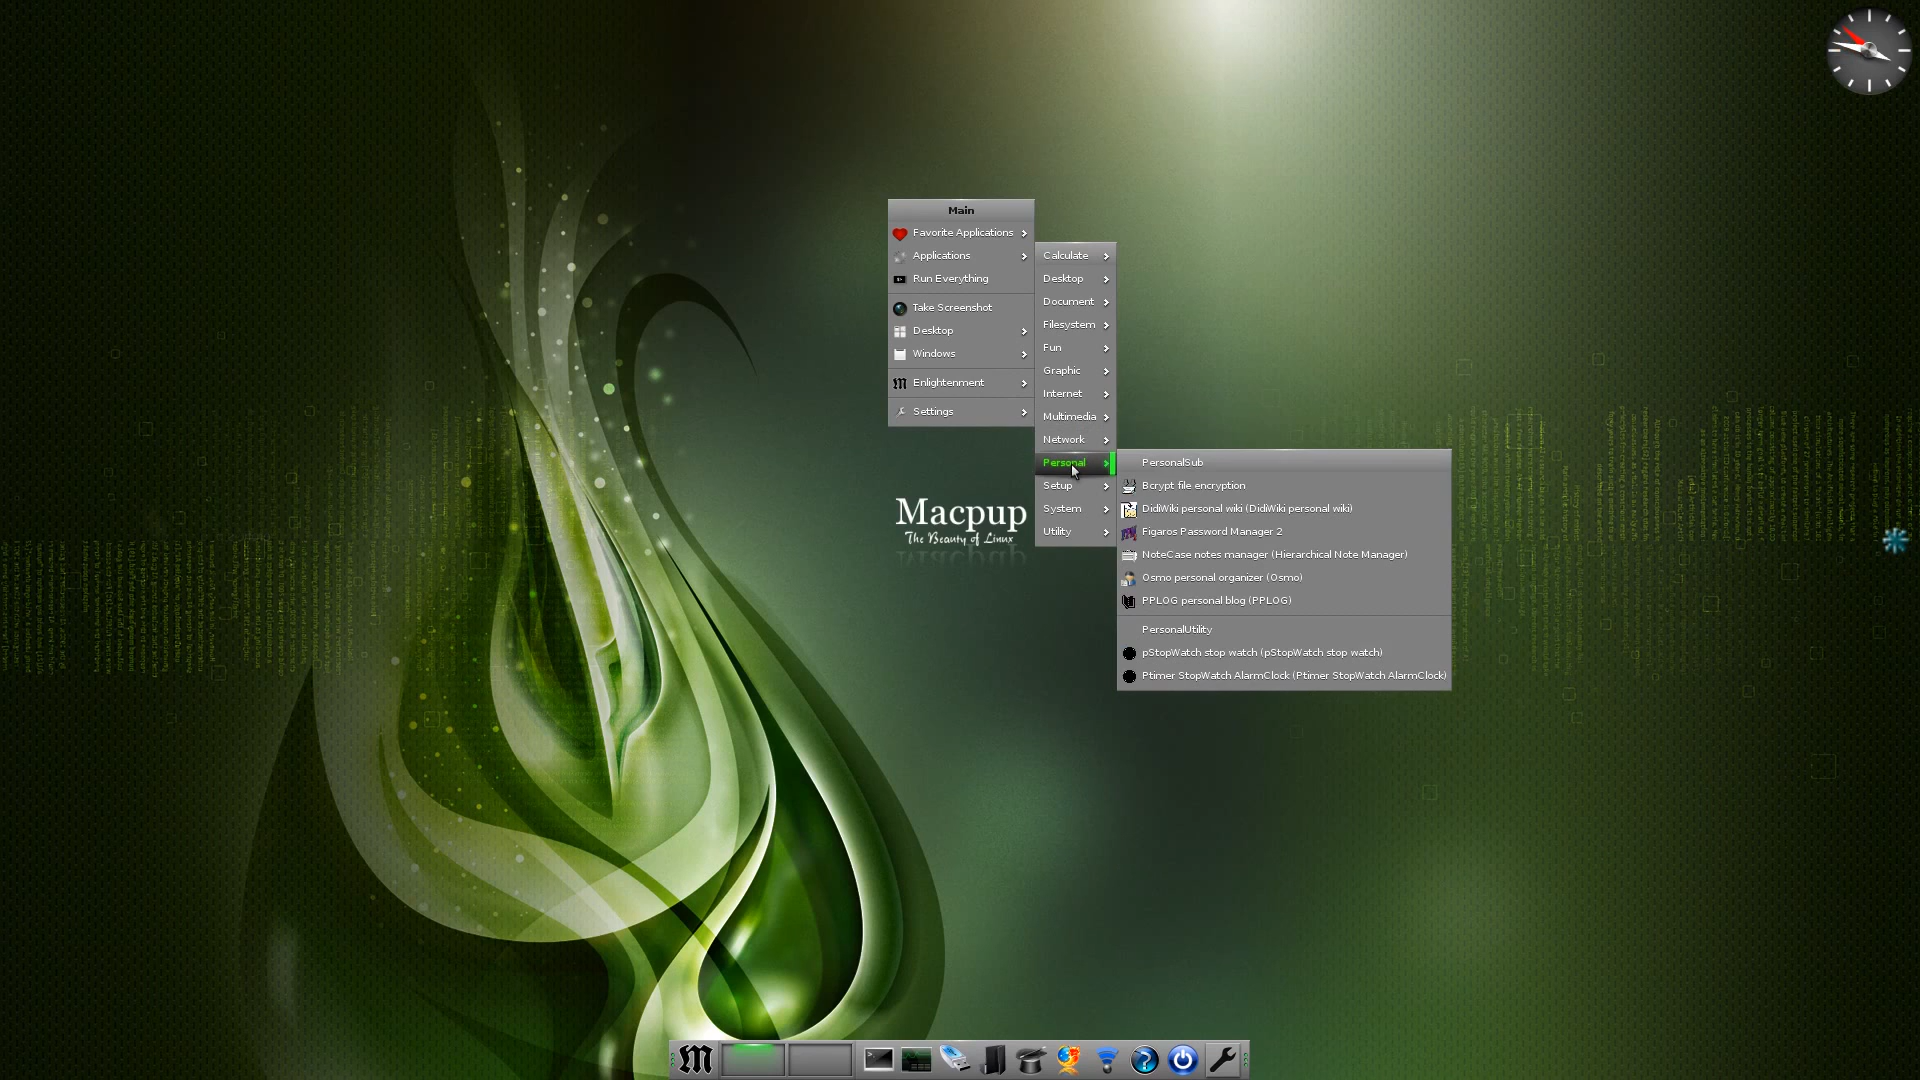 Main
Favorite Applications
Applications
Run Everything
Take Screenshot
Desktop
Windows
Enlightenment
Settings
Calculate
Desktop
Document
Filesystem
Fun
Graphic
Internet
Multimedia
Network
Personal
Setup
System
Utility
PersonalSub
Bcrypt file encryption
DidiWiki personal wiki (DidiWiki personal wiki)
Figaros Password Manager 2
NoteCase notes manager (Hierarchical Note Manager)
Osmo personal organizer (Osmo)
PPLOG personal blog (PPLOG)
PersonalUtility
pStopWatch stop watch (pStopWatch stop watch)
Ptimer StopWatch AlarmClock (Ptimer StopWatch AlarmClock)
Macpup
The Beauty of Linux